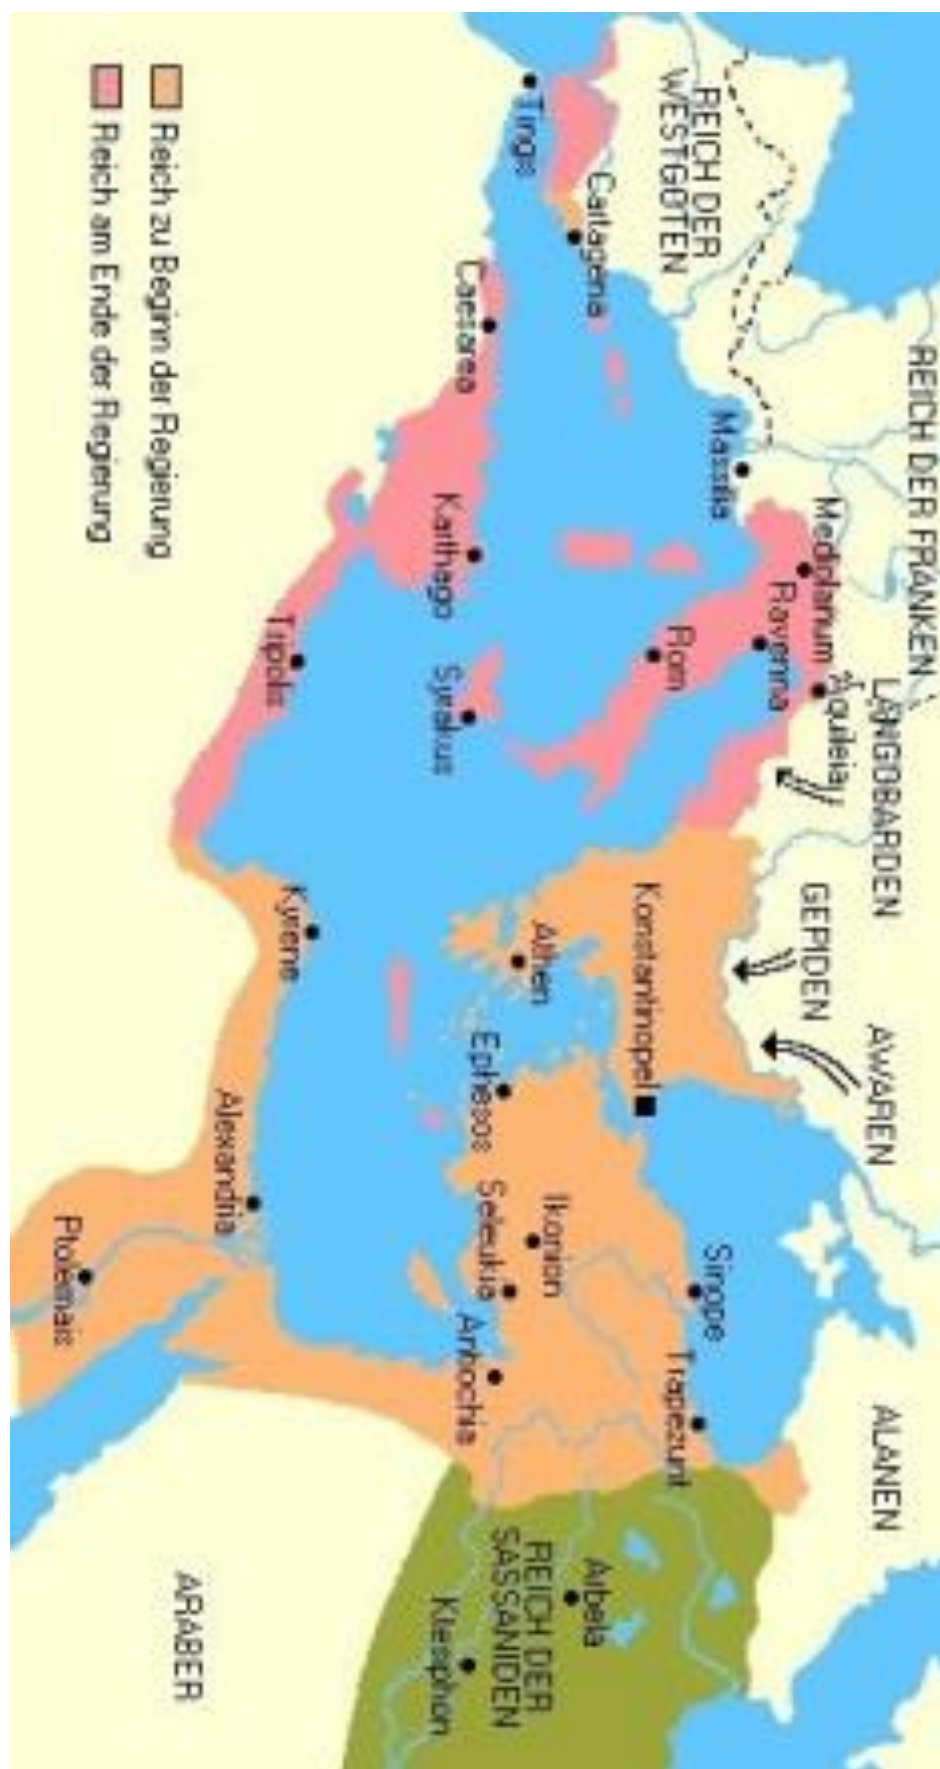 REICH DER FRANKEN
LANGOBARDEN
AWAREN
ALANEN
GEPIDEN
REICH DER
WESTGOTEN
Mediolanum
Aquileia
Ravenna
Massilia
Rom
Konstantinopel
Sinope
Trapezunt
Cartagena
Tingis
Athen
Ikonion
Arbela
REICH DER
SASSANIDEN
Caesarea
Karthago
Syrakus
Ephesos
Seleukia
Antiochia
Ktesiphon
Tripolis
Kyrene
Alexandria
ARABER
Ptolemais
Reich zu Beginn der Regierung
Reich am Ende der Regierung